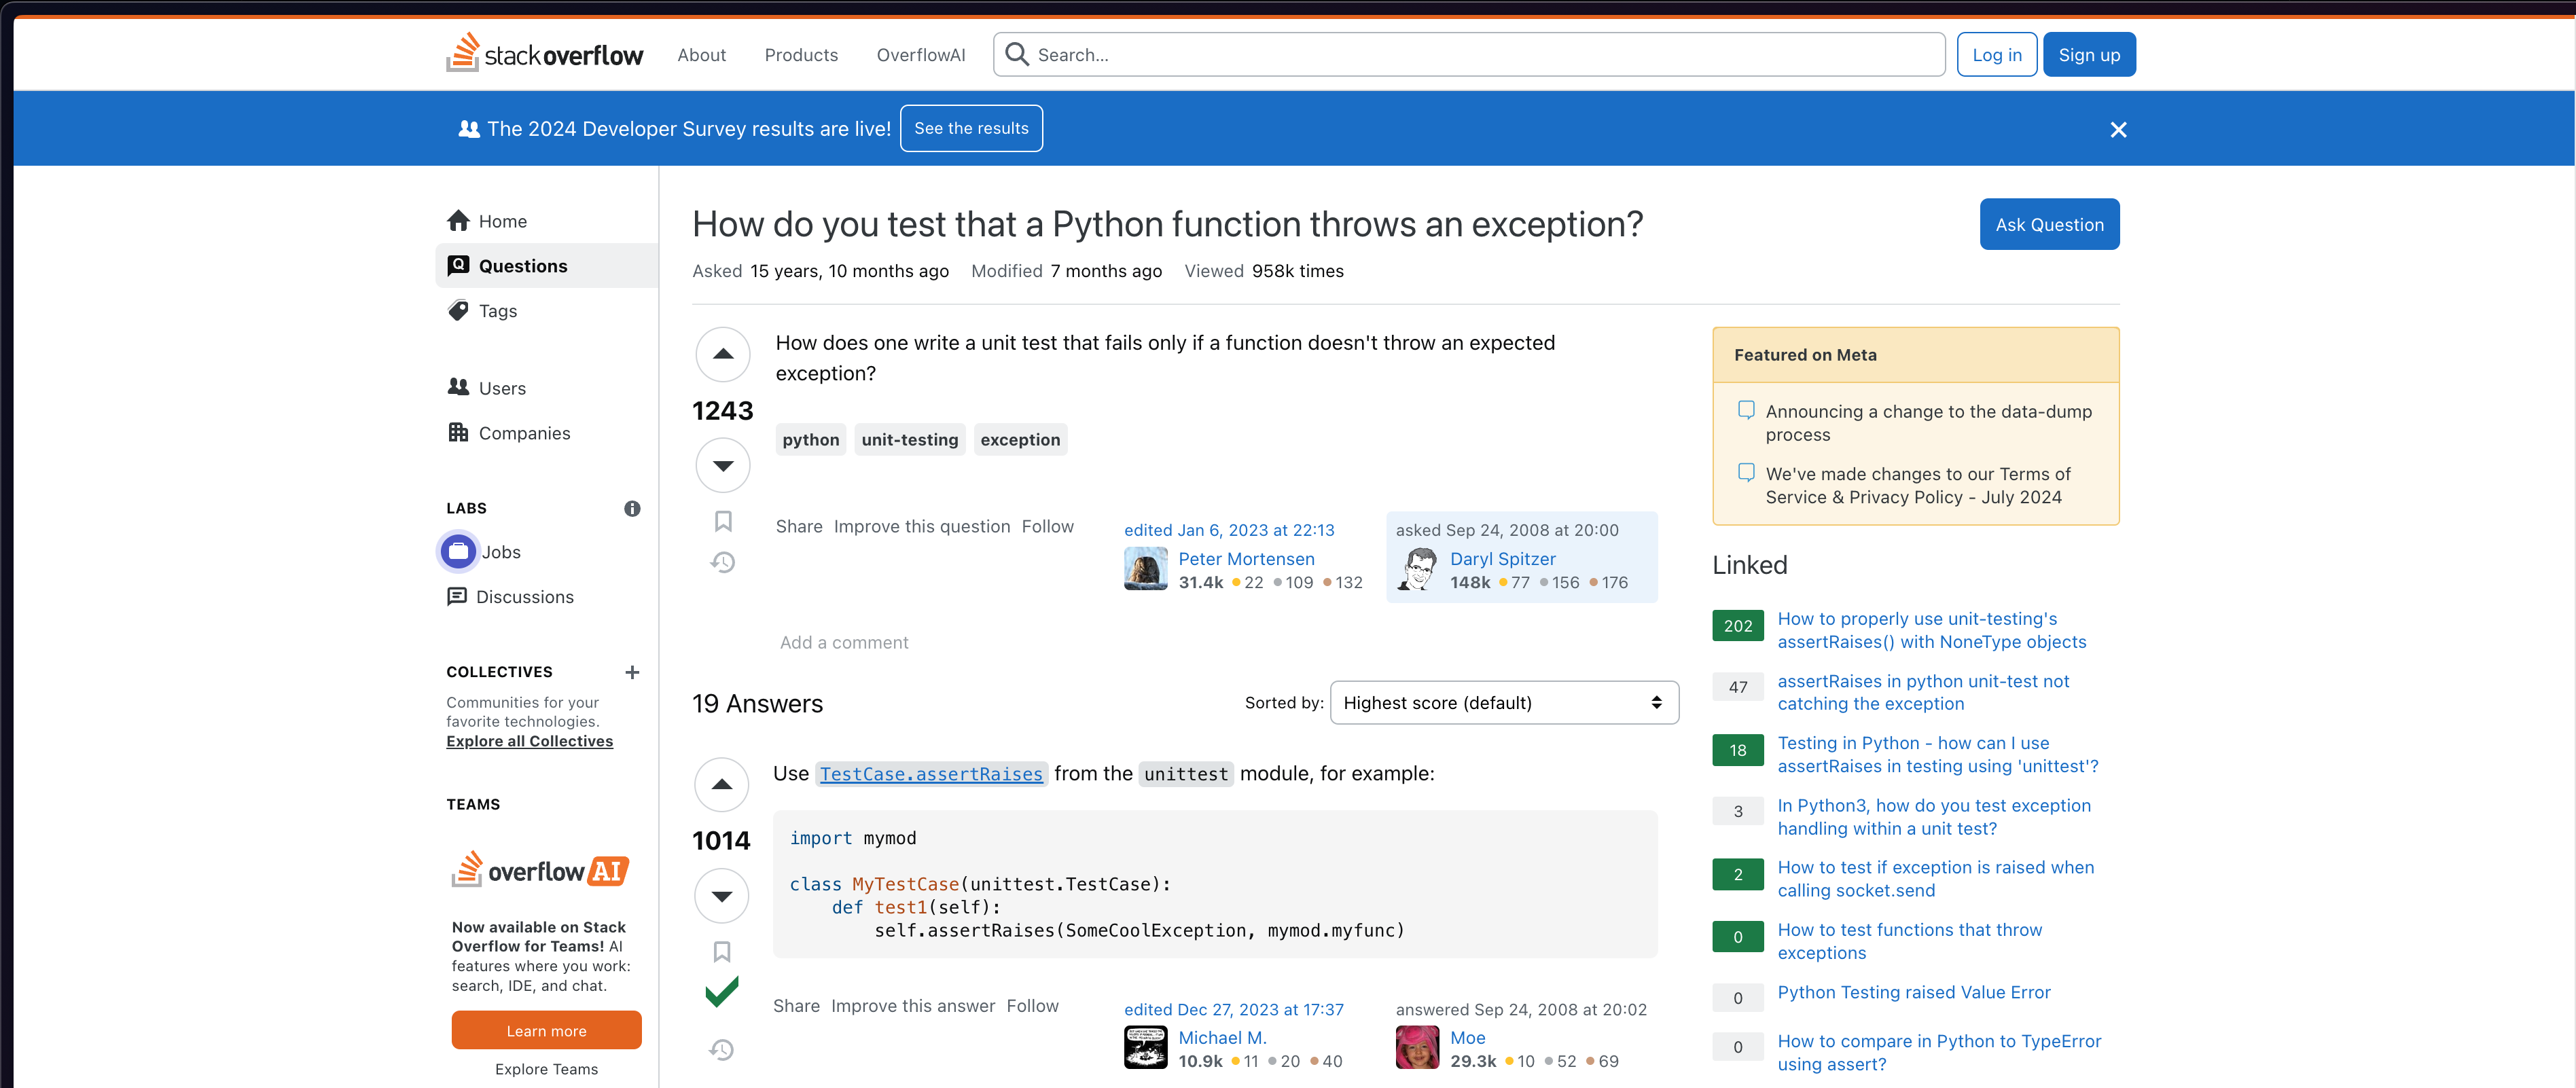 stackoverflow
About
Products
OverflowAI
Search...
Log in
Sign up
The 2024 Developer Survey results are live!
See the results
Home
Questions
Tags
Users
Companies
LABS
Jobs
Discussions
COLLECTIVES
Communities for your
favorite technologies.
Explore all Collectives
TEAMS
overflowAI
Now available on Stack
Overflow for Teams! AI
features where you work:
search, IDE, and chat.
Learn more
Explore Teams
How do you test that a Python function throws an exception?
Ask Question
Asked 15 years, 10 months ago Modified 7 months ago Viewed 958k times
How does one write a unit test that fails only if a function doesn't throw an expected
exception?
1243
python unit-testing exception
Share Improve this question Follow
edited Jan 6, 2023 at 22:13
Peter Mortensen
31.4k 22 109 132
asked Sep 24, 2008 at 20:00
Daryl Spitzer
148k 77 156 176
Add a comment
19 Answers
Sorted by: Highest score (default)
Use TestCase.assertRaises from the unittest module, for example:
1014
import mymod
class MyTestCase(unittest.TestCase):
def test1(self):
self.assertRaises(SomeCoolException, mymod.myfunc)
Share Improve this answer Follow
edited Dec 27, 2023 at 17:37
Michael M.
10.9k 11 20 40
answered Sep 24, 2008 at 20:02
Moe
29.3k 10 52 69
Featured on Meta
Announcing a change to the data-dump
process
We've made changes to our Terms of
Service & Privacy Policy - July 2024
Linked
202 How to properly use unit-testing's
assertRaises() with NoneType objects
47 assertRaises in python unit-test not
catching the exception
18 Testing in Python - how can I use
assertRaises in testing using 'unittest'?
3 In Python3, how do you test exception
handling within a unit test?
2 How to test if exception is raised when
calling socket.send
0 How to test functions that throw
exceptions
0 Python Testing raised Value Error
0 How to compare in Python to TypeError
using assert?